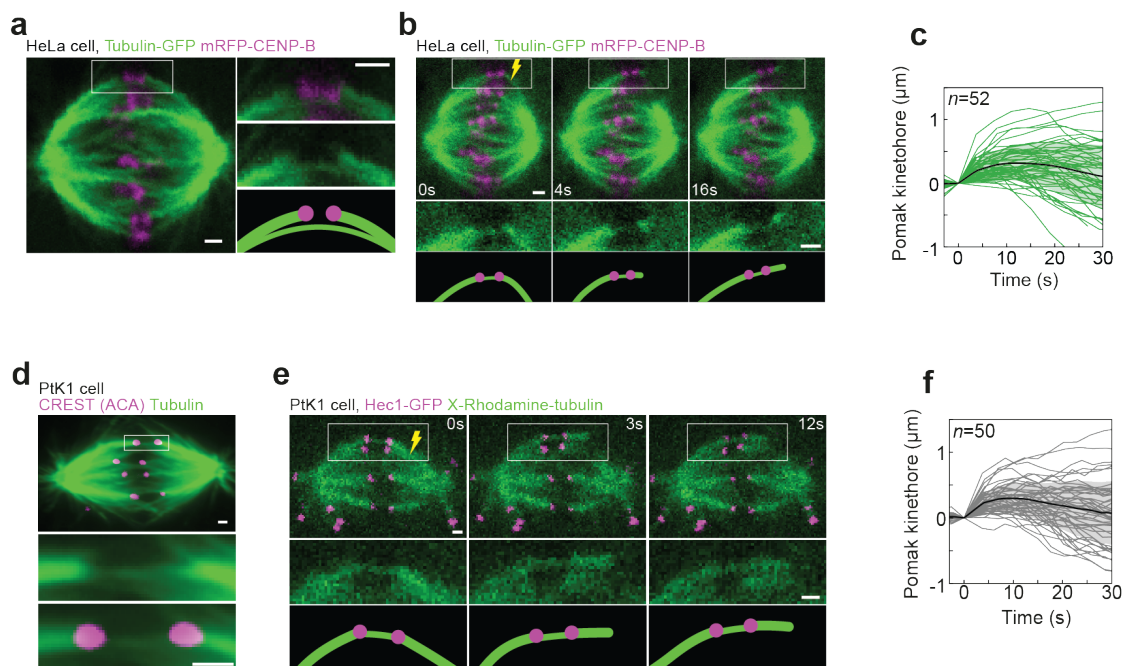 a
HeLa cell, Tubulin-GFP mRFP-CENP-B
b
HeLa cell, Tubulin-GFP mRFP-CENP-B
0s
4s
16s
c
n=52
Pomak kinetohore (µm)
1
0
-1
0 10 20 30
Time (s)
d
PtK1 cell
CREST (ACA) Tubulin
e
PtK1 cell, Hec1-GFP X-Rhodamine-tubulin
0s
3s
12s
f
n=50
Pomak kinethore (µm)
1
0
-1
0 10 20 30
Time (s)